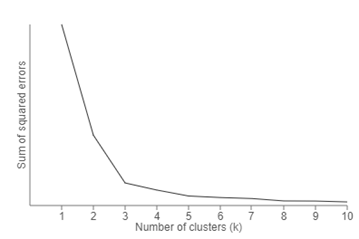 Sum of squared errors
1 2 3 4 5 6 7 8 9 10
Number of clusters (k)